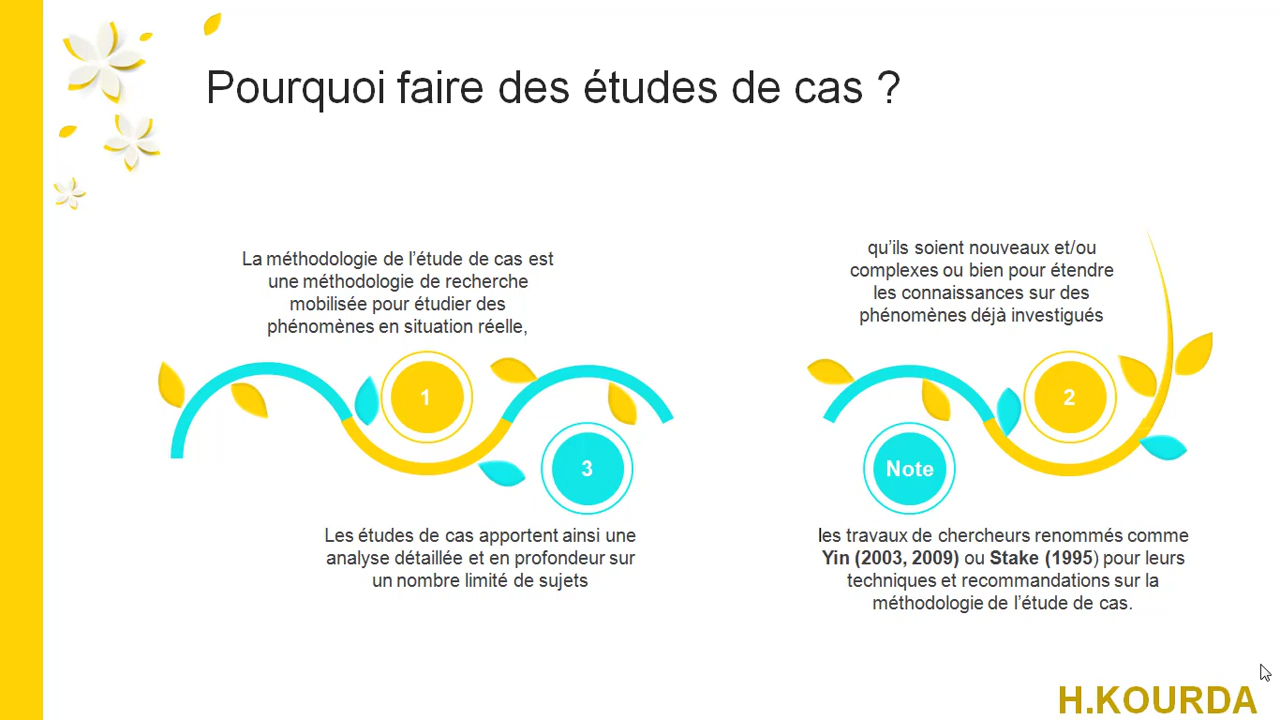 Pourquoi faire des études de cas ?
La méthodologie de l’étude de cas est
une méthodologie de recherche
mobilisée pour étudier des
phénomènes en situation réelle,
1
qu’ils soient nouveaux et/ou
complexes ou bien pour étendre
les connaissances sur des
phénomènes déjà investigués
2
3
Les études de cas apportent ainsi une
analyse détaillée et en profondeur sur
un nombre limité de sujets
Note
les travaux de chercheurs renommés comme
Yin (2003, 2009) ou Stake (1995) pour leurs
techniques et recommandations sur la
méthodologie de l’étude de cas.
H.KOURDA